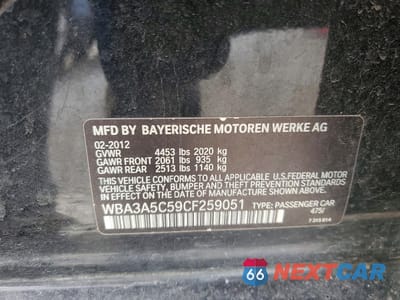 MFD BY BAYERISCHE MOTOREN WERKE AG
02-2012
GVWR 4453 lbs 2020 kg
GAWR FRONT 2061 lbs 935 kg
GAWR REAR 2513 lbs 1140 kg
THIS VEHICLE CONFORMS TO ALL APPLICABLE
U.S.FEDERAL MOTOR
VEHICLE SAFETY, BUMPER, AND THEFT PREVENTION STANDARDS
IN EFFECT ON THE DATE OF MANUFACTURE SHOWN ABOVE.
WBA3A5C59CF259051 TYPE: PASSENGER CAR
475/
66 NEXTCAR